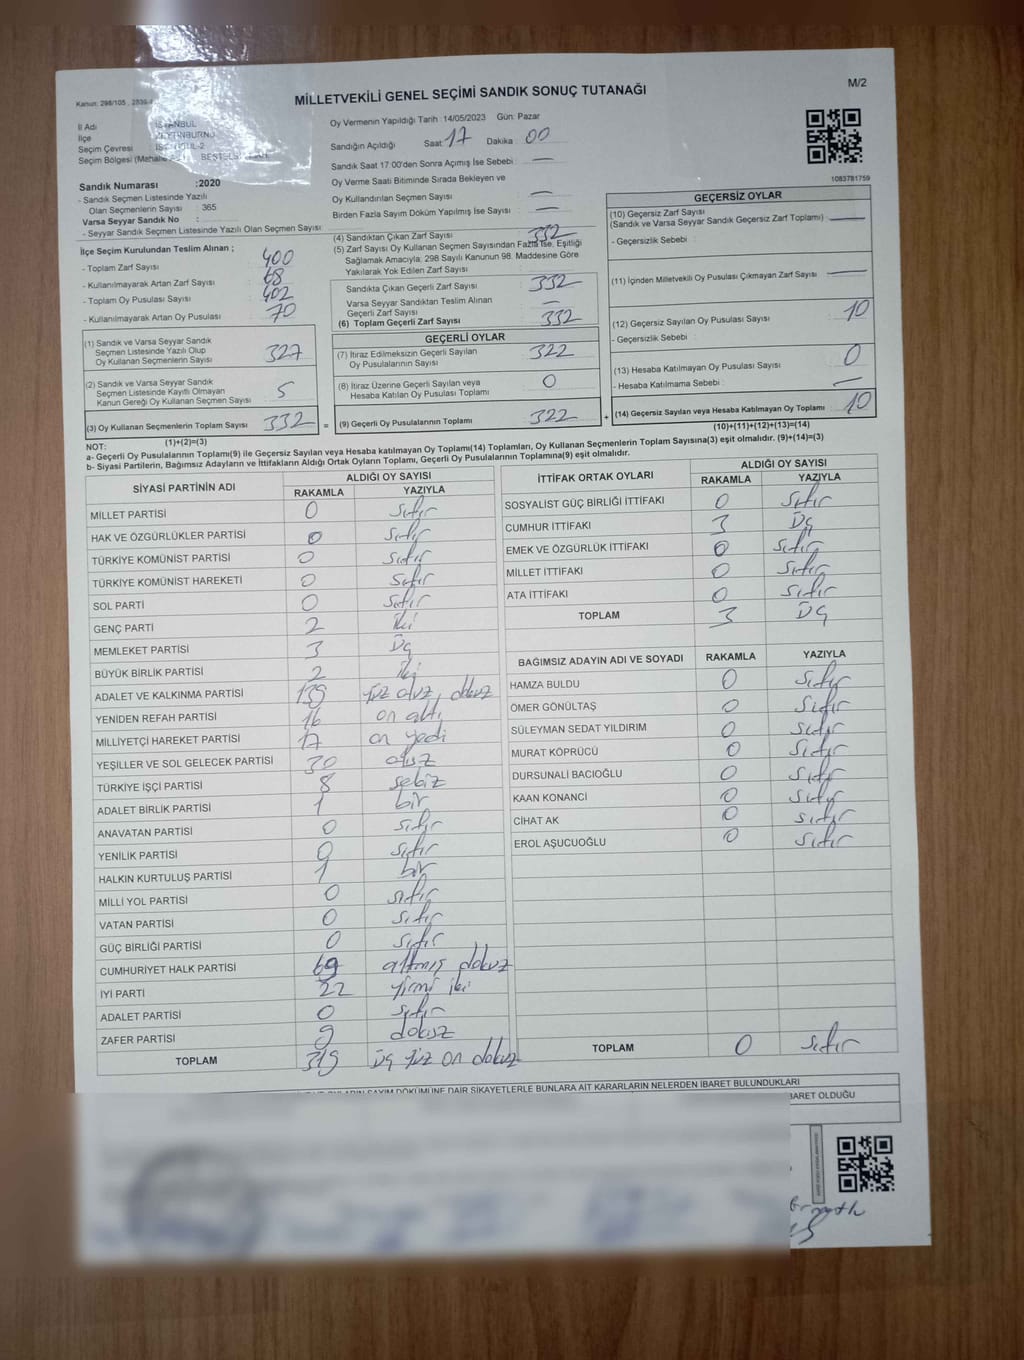 Kanun: 298/105 , 2839-
MİLLETVEKİLİ GENEL SEÇİMİ SANDIK SONUÇ TUTANAĞI
M/2
İl Adı İSTANBUL
İlçe ZEYTİNBURNU
Seçim Çevresi İSTANBUL-2
Seçim Bölgesi BEŞTELSİZ
Sandık Numarası :2020
- Sandık Seçmen Listesinde Yazılı
Olan Seçmenlerin Sayısı : 365
Varsa Seyyar Sandık No :
- Seyyar Sandık Seçmen Listesinde Yazılı Olan Seçmen Sayısı
Oy Vermenin Yapıldığı Tarih :14/05/2023 Gün: Pazar
Sandığın Açıldığı Saat: 17 Dakika 00
Sandık Saat 17:00'den Sonra Açımış İse Sebebi : —
Oy Verme Saati Bitiminde Sırada Bekleyen ve
Oy Kullandırılan Seçmen Sayısı : —
Birden Fazla Sayım Döküm Yapılmış İse Sayısı : —
1083781759
İlçe Seçim Kurulundan Teslim Alınan ;
- Toplam Zarf Sayısı : 400
- Kullanılmayarak Artan Zarf Sayısı : 68
- Toplam Oy Pusulası Sayısı : 402
- Kullanılmayarak Artan Oy Pusulası : 70
(4) Sandıktan Çıkan Zarf Sayısı : 332
(5) Zarf Sayısı Oy Kullanan Seçmen Sayısından Fazla İse, Eşitliği
Sağlamak Amacıyla; 298 Sayılı Kanunun 98. Maddesine Göre
Yakılarak Yok Edilen Zarf Sayısı :
Sandıkta Çıkan Geçerli Zarf Sayısı : 332
Varsa Seyyar Sandıktan Teslim Alınan
Geçerli Zarf Sayısı : —
(6) Toplam Geçerli Zarf Sayısı : 332
GEÇERSİZ OYLAR
(10) Geçersiz Zarf Sayısı
(Sandık ve Varsa Seyyar Sandık Geçersiz Zarf Toplamı) : —
- Geçersizlik Sebebi :
(11) İçinden Milletvekili Oy Pusulası Çıkmayan Zarf Sayısı : —
(12) Geçersiz Sayılan Oy Pusulası Sayısı : 10
- Geçersizlik Sebebi :
(13) Hesaba Katılmayan Oy Pusulası Sayısı : 0
- Hesaba Katılmama Sebebi : —
(14) Geçersiz Sayılan veya Hesaba Katılmayan Oy Toplamı : 10
(10)+(11)+(12)+(13)=(14)
(1) Sandık ve Varsa Seyyar Sandık
Seçmen Listesinde Yazılı Olup
Oy Kullanan Seçmenlerin Sayısı : 327
(2) Sandık ve Varsa Seyyar Sandık
Seçmen Listesinde Kayıtlı Olmayan
Kanun Gereği Oy Kullanan Seçmen Sayısı : 5
(3) Oy Kullanan Seçmenlerin Toplam Sayısı : 332 =
(1)+(2)=(3)
GEÇERLİ OYLAR
(7) İtiraz Edilmeksizin Geçerli Sayılan
Oy Pusulalarının Sayısı : 322
(8) İtiraz Üzerine Geçerli Sayılan veya
Hesaba Katılan Oy Pusulası Toplamı : 0
(9) Geçerli Oy Pusulalarının Toplamı : 322 +
NOT:
a- Geçerli Oy Pusulalarının Toplamı(9) ile Geçersiz Sayılan veya Hesaba katılmayan Oy Toplamı(14) Toplamları, Oy Kullanan Seçmenlerin Toplam Sayısına(3) eşit olmalıdır. (9)+(14)=(3)
b- Siyasi Partilerin, Bağımsız Adayların ve İttifakların Aldığı Ortak Oyların Toplamı, Geçerli Oy Pusulalarının Toplamına(9) eşit olmalıdır.
SİYASİ PARTİNİN ADI ALDIĞI OY SAYISI
RAKAMLA YAZIYLA
MİLLET PARTİSİ 0 sıfır
HAK VE ÖZGÜRLÜKLER PARTİSİ 0 sıfır
TÜRKİYE KOMÜNİST PARTİSİ 0 sıfır
TÜRKİYE KOMÜNİST HAREKETİ 0 sıfır
SOL PARTİ 0 sıfır
GENÇ PARTİ 2 iki
MEMLEKET PARTİSİ 3 üç
BÜYÜK BİRLİK PARTİSİ 2 iki
ADALET VE KALKINMA PARTİSİ 139 yüz otuz dokuz
YENİDEN REFAH PARTİSİ 16 on altı
MİLLİYETÇİ HAREKET PARTİSİ 17 on yedi
YEŞİLLER VE SOL GELECEK PARTİSİ 30 otuz
TÜRKİYE İŞÇİ PARTİSİ 8 sekiz
ADALET BİRLİK PARTİSİ 1 bir
ANAVATAN PARTİSİ 0 sıfır
YENİLİK PARTİSİ 0 sıfır
HALKIN KURTULUŞ PARTİSİ 1 bir
MİLLİ YOL PARTİSİ 0 sıfır
VATAN PARTİSİ 0 sıfır
GÜÇ BİRLİĞİ PARTİSİ 0 sıfır
CUMHURİYET HALK PARTİSİ 69 altmış dokuz
İYİ PARTİ 22 yirmi iki
ADALET PARTİSİ 0 sıfır
ZAFER PARTİSİ 9 dokuz
TOPLAM 319 üç yüz on dokuz
İTTİFAK ORTAK OYLARI ALDIĞI OY SAYISI
RAKAMLA YAZIYLA
SOSYALİST GÜÇ BİRLİĞİ İTTİFAKI 0 sıfır
CUMHUR İTTİFAKI 3 üç
EMEK VE ÖZGÜRLÜK İTTİFAKI 0 sıfır
MİLLET İTTİFAKI 0 sıfır
ATA İTTİFAKI 0 sıfır
TOPLAM 3 üç
BAĞIMSIZ ADAYIN ADI VE SOYADI RAKAMLA YAZIYLA
HAMZA BULDU 0 sıfır
ÖMER GÖNÜLTAŞ 0 sıfır
SÜLEYMAN SEDAT YILDIRIM 0 sıfır
MURAT KÖPRÜCÜ 0 sıfır
DURSUNALİ BACIOĞLU 0 sıfır
KAAN KONANCİ 0 sıfır
CİHAT AK 0 sıfır
EROL AŞUCUOĞLU 0 sıfır
TOPLAM 0 sıfır
OYLARIN SAYIM DÖKÜMÜNE DAİR ŞİKAYETLERLE BUNLARA AİT KARARLARIN NELERDEN İBARET BULUNDUKLARI
İBARET OLDUĞU